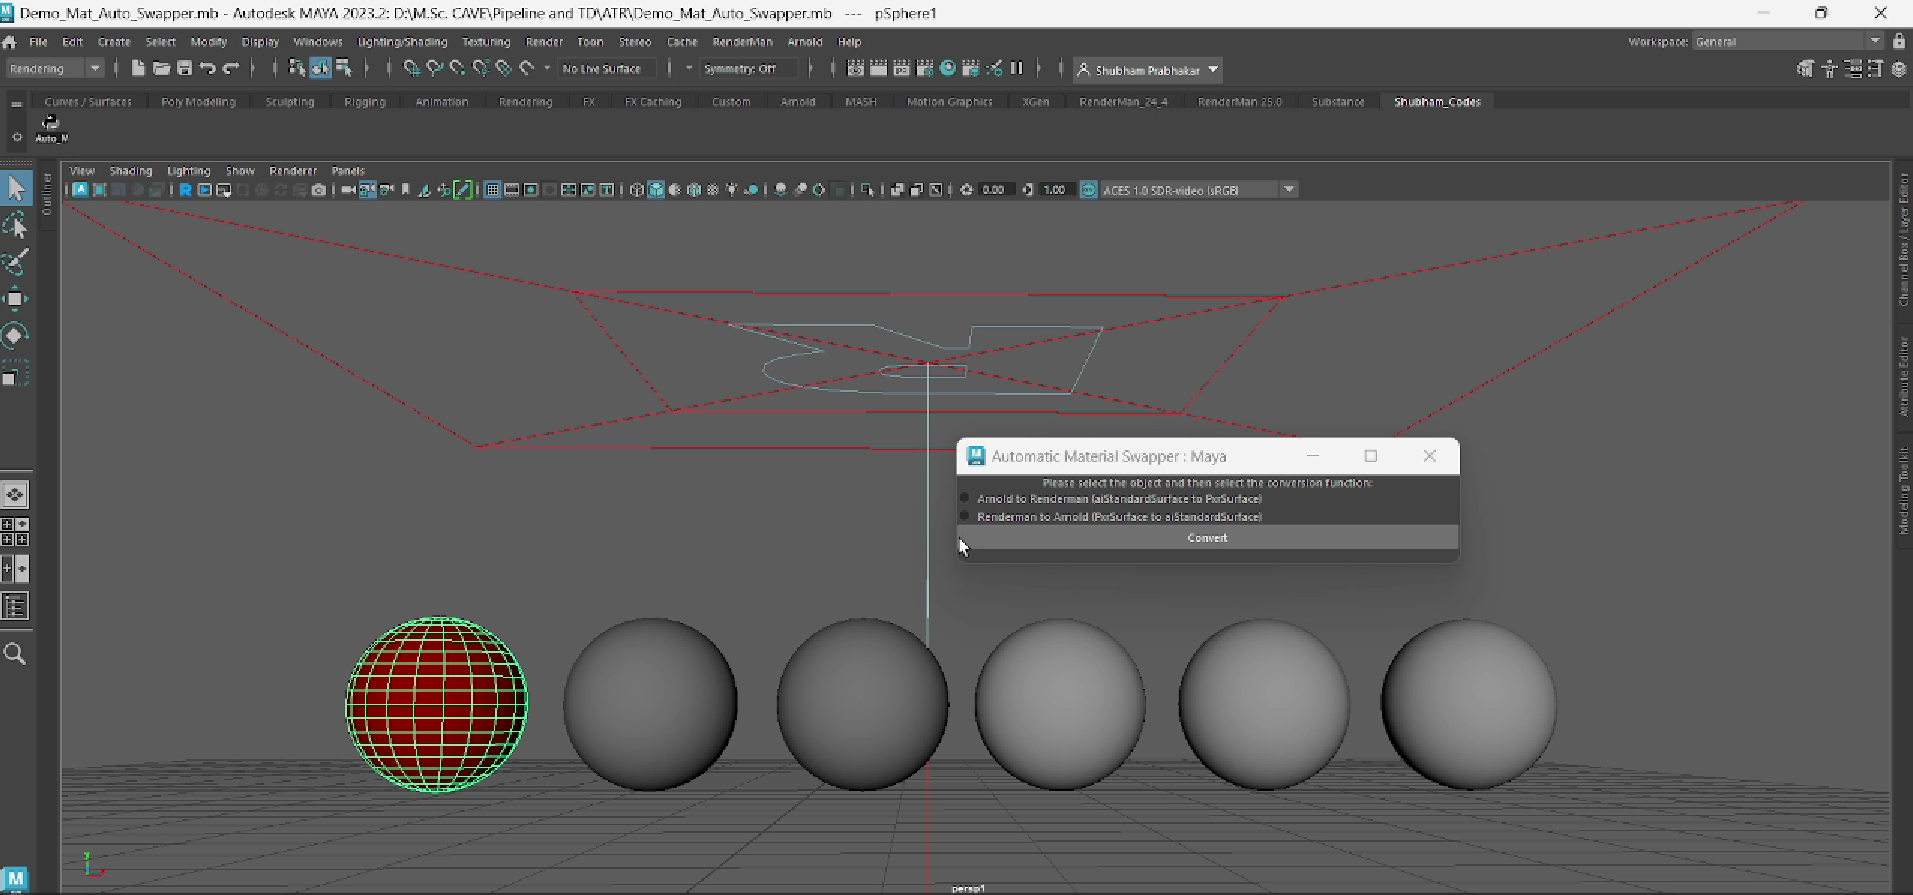 Demo_Mat_Auto_Swapper.mb - Autodesk MAYA 2023.2: D:\M.Sc. CAVE\Pipeline and TD\ATR\Demo_Mat_Auto_Swapper.mb --- pSphere1
File Edit Create Select Modify Display Windows Lighting/Shading Texturing Render Toon Stereo Cache RenderMan Arnold Help Workspace: General
Rendering No Live Surface Symmetry: Off Shubham Prabhakar
Curves / Surfaces Poly Modeling Sculpting Rigging Animation Rendering FX FX Caching Custom Arnold MASH Motion Graphics XGen RenderMan_24_4 RenderMan 25.0 Substance Shubham_Codes
Auto_M
View Shading Lighting Show Renderer Panels
0.00 1.00 ACES 1.0 SDR-video (sRGB)
Outliner
Channel Box / Layer Editor
Attribute Editor
Modeling Toolkit
Automatic Material Swapper : Maya
Please select the object and then select the conversion function:
Arnold to Renderman (aiStandardSurface to PxrSurface)
Renderman to Arnold (PxrSurface to aiStandardSurface)
Convert
persp1